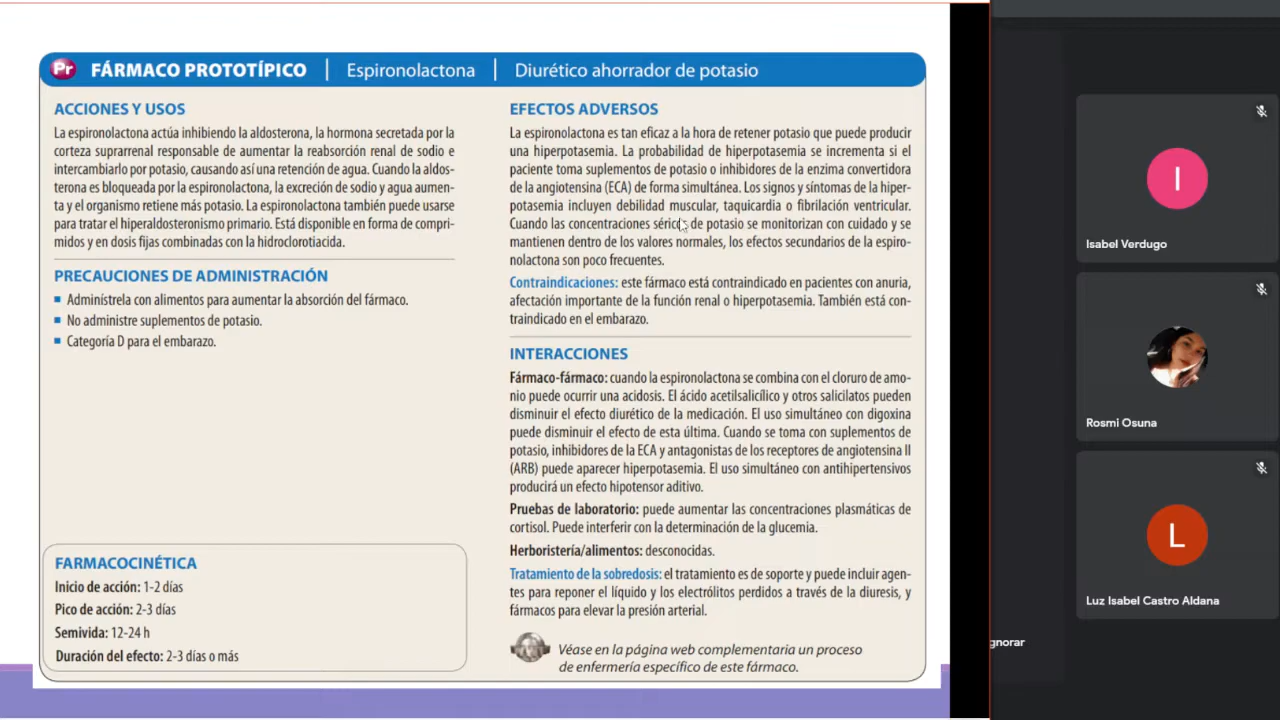 Pr FÁRMACO PROTOTÍPICO | Espironolactona | Diurético ahorrador de potasio
ACCIONES Y USOS
La espironolactona actúa inhibiendo la aldosterona, la hormona secretada por la
corteza suprarrenal responsable de aumentar la reabsorción renal de sodio e
intercambiarlo por potasio, causando así una retención de agua. Cuando la aldos-
terona es bloqueada por la espironolactona, la excreción de sodio y agua aumen-
ta y el organismo retiene más potasio. La espironolactona también puede usarse
para tratar el hiperaldosteronismo primario. Está disponible en forma de compri-
midos y en dosis fijas combinadas con la hidroclorotiacida.
PRECAUCIONES DE ADMINISTRACIÓN
Adminístrela con alimentos para aumentar la absorción del fármaco.
No administre suplementos de potasio.
Categoría D para el embarazo.
FARMACOCINÉTICA
Inicio de acción: 1-2 días
Pico de acción: 2-3 días
Semivida: 12-24 h
Duración del efecto: 2-3 días o más
EFECTOS ADVERSOS
La espironolactona es tan eficaz a la hora de retener potasio que puede producir
una hiperpotasemia. La probabilidad de hiperpotasemia se incrementa si el
paciente toma suplementos de potasio o inhibidores de la enzima convertidora
de la angiotensina (ECA) de forma simultánea. Los signos y síntomas de la hiper-
potasemia incluyen debilidad muscular, taquicardia o fibrilación ventricular.
Cuando las concentraciones séricas de potasio se monitorizan con cuidado y se
mantienen dentro de los valores normales, los efectos secundarios de la espiro-
nolactona son poco frecuentes.
Contraindicaciones: este fármaco está contraindicado en pacientes con anuria,
afectación importante de la función renal o hiperpotasemia. También está con-
traindicado en el embarazo.
INTERACCIONES
Fármaco-fármaco: cuando la espironolactona se combina con el cloruro de amo-
nio puede ocurrir una acidosis. El ácido acetilsalicílico y otros salicilatos pueden
disminuir el efecto diurético de la medicación. El uso simultáneo con digoxina
puede disminuir el efecto de esta última. Cuando se toma con suplementos de
potasio, inhibidores de la ECA y antagonistas de los receptores de angiotensina II
(ARB) puede aparecer hiperpotasemia. El uso simultáneo con antihipertensivos
producirá un efecto hipotensor aditivo.
Pruebas de laboratorio: puede aumentar las concentraciones plasmáticas de
cortisol. Puede interferir con la determinación de la glucemia.
Herboristería/alimentos: desconocidas.
Tratamiento de la sobredosis: el tratamiento es de soporte y puede incluir agen-
tes para reponer el líquido y los electrólitos perdidos a través de la diuresis, y
fármacos para elevar la presión arterial.
Véase en la página web complementaria un proceso
de enfermería específico de este fármaco.
I
Isabel Verdugo
Rosmi Osuna
L
Luz Isabel Castro Aldana
gnorar